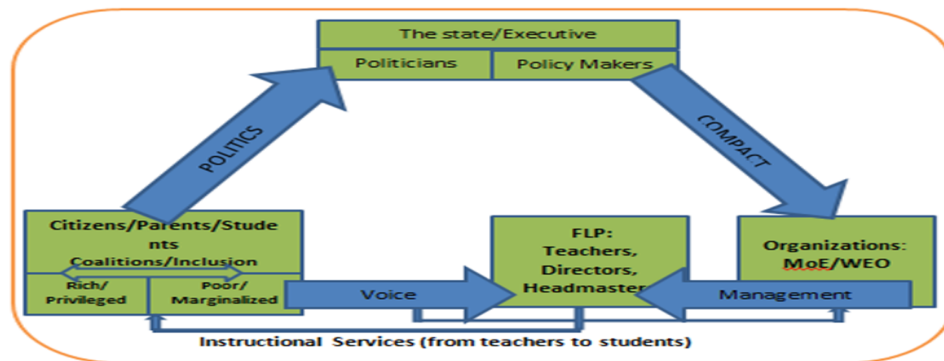 The state/Executive
Politicians
Policy Makers
POLITICS
COMPACT
Citizens/Parents/Stude
nts
Coalitions/Inclusion
Rich/
Privileged
Poor/
Marginalized
Voice
FLP:
Teachers,
Directors,
Headmaster
Management
Organizations:
MoE/WEO
Instructional Services (from teachers to students)